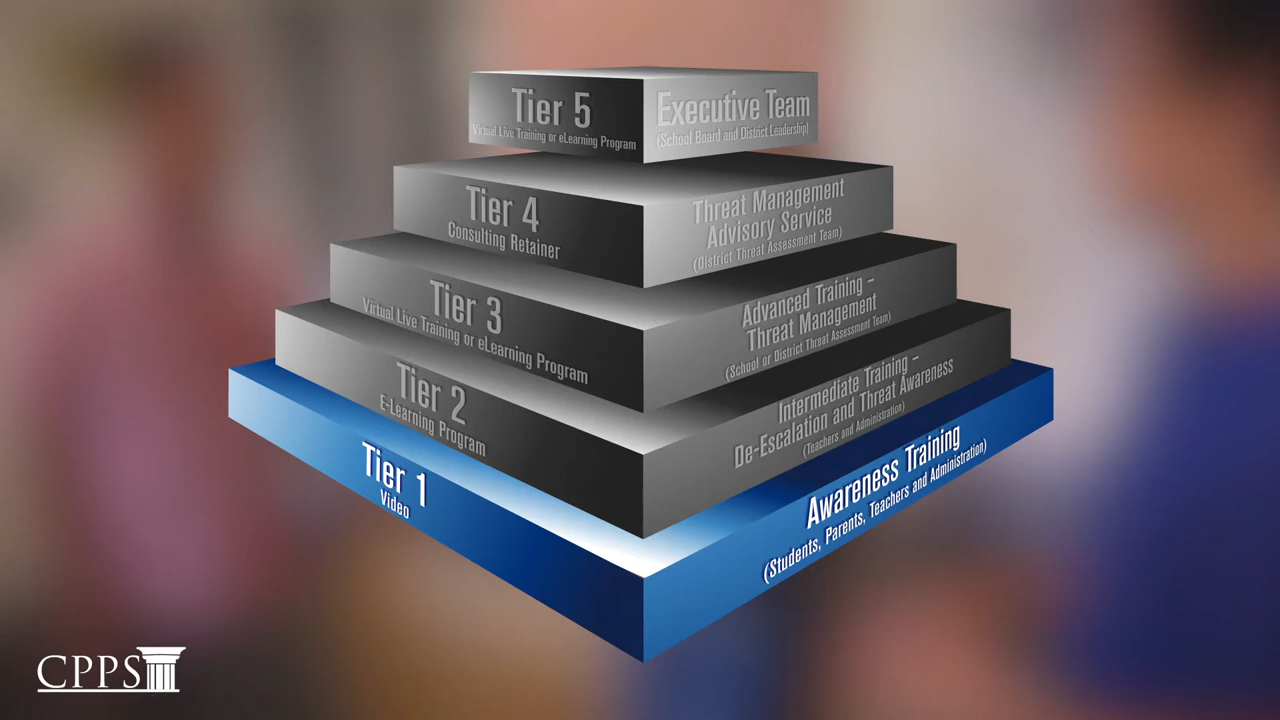 Tier 5
Virtual Live Training or eLearning Program
Executive Team
(School Board and District Leadership)
Tier 4
Consulting Retainer
Threat Management
Advisory Service
(District Threat Assessment Team)
Tier 3
Virtual Live Training or eLearning Program
Advanced Training –
Threat Management
(School or District Threat Assessment Team)
Tier 2
E-Learning Program
Intermediate Training –
De-Escalation and Threat Awareness
(Teachers and Administration)
Tier 1
Video
Awareness Training
(Students, Parents, Teachers and Administration)
CPPS